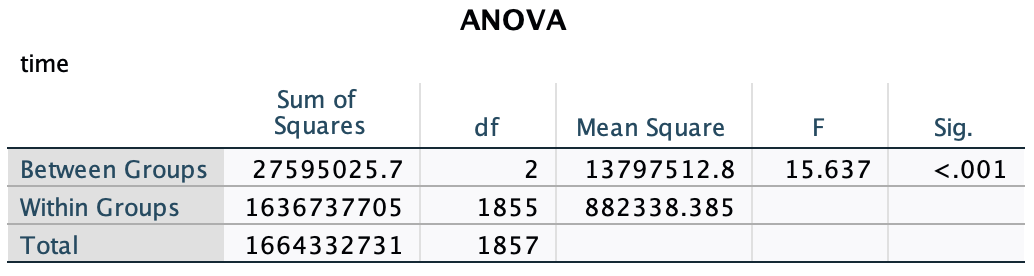 ANOVA
time
Sum of
Squares df Mean Square F Sig.
Between Groups 27595025.7 2 13797512.8 15.637 <.001
Within Groups 1636737705 1855 882338.385
Total 1664332731 1857